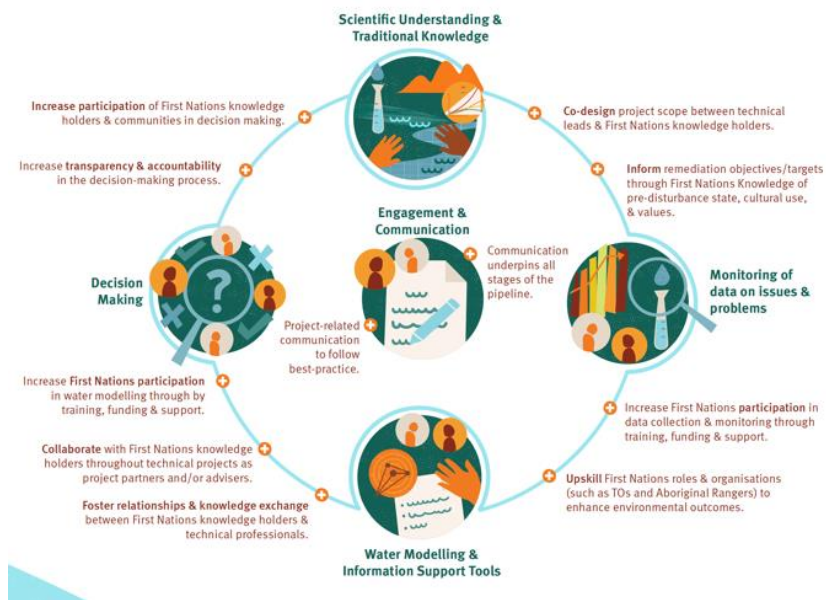 Scientific Understanding &
Traditional Knowledge
Increase participation of First Nations knowledge
holders & communities in decision making.
Increase transparency & accountability
in the decision-making process.
Co-design project scope between technical
leads & First Nations knowledge holders.
Inform remediation objectives/targets
through First Nations Knowledge of
pre-disturbance state, cultural use,
& values.
Engagement &
Communication
Communication
underpins all
stages of the
pipeline.
Project-related
communication
to follow
best-practice.
Decision
Making
?
Monitoring of
data on issues &
problems
Increase First Nations participation
in water modelling through by
training, funding & support.
Collaborate with First Nations knowledge
holders throughout technical projects as
project partners and/or advisers.
Foster relationships & knowledge exchange
between First Nations knowledge holders &
technical professionals.
Increase First Nations participation in
data collection & monitoring through
training, funding & support.
Upskill First Nations roles & organisations
(such as TOs and Aboriginal Rangers) to
enhance environmental outcomes.
Water Modelling &
Information Support Tools